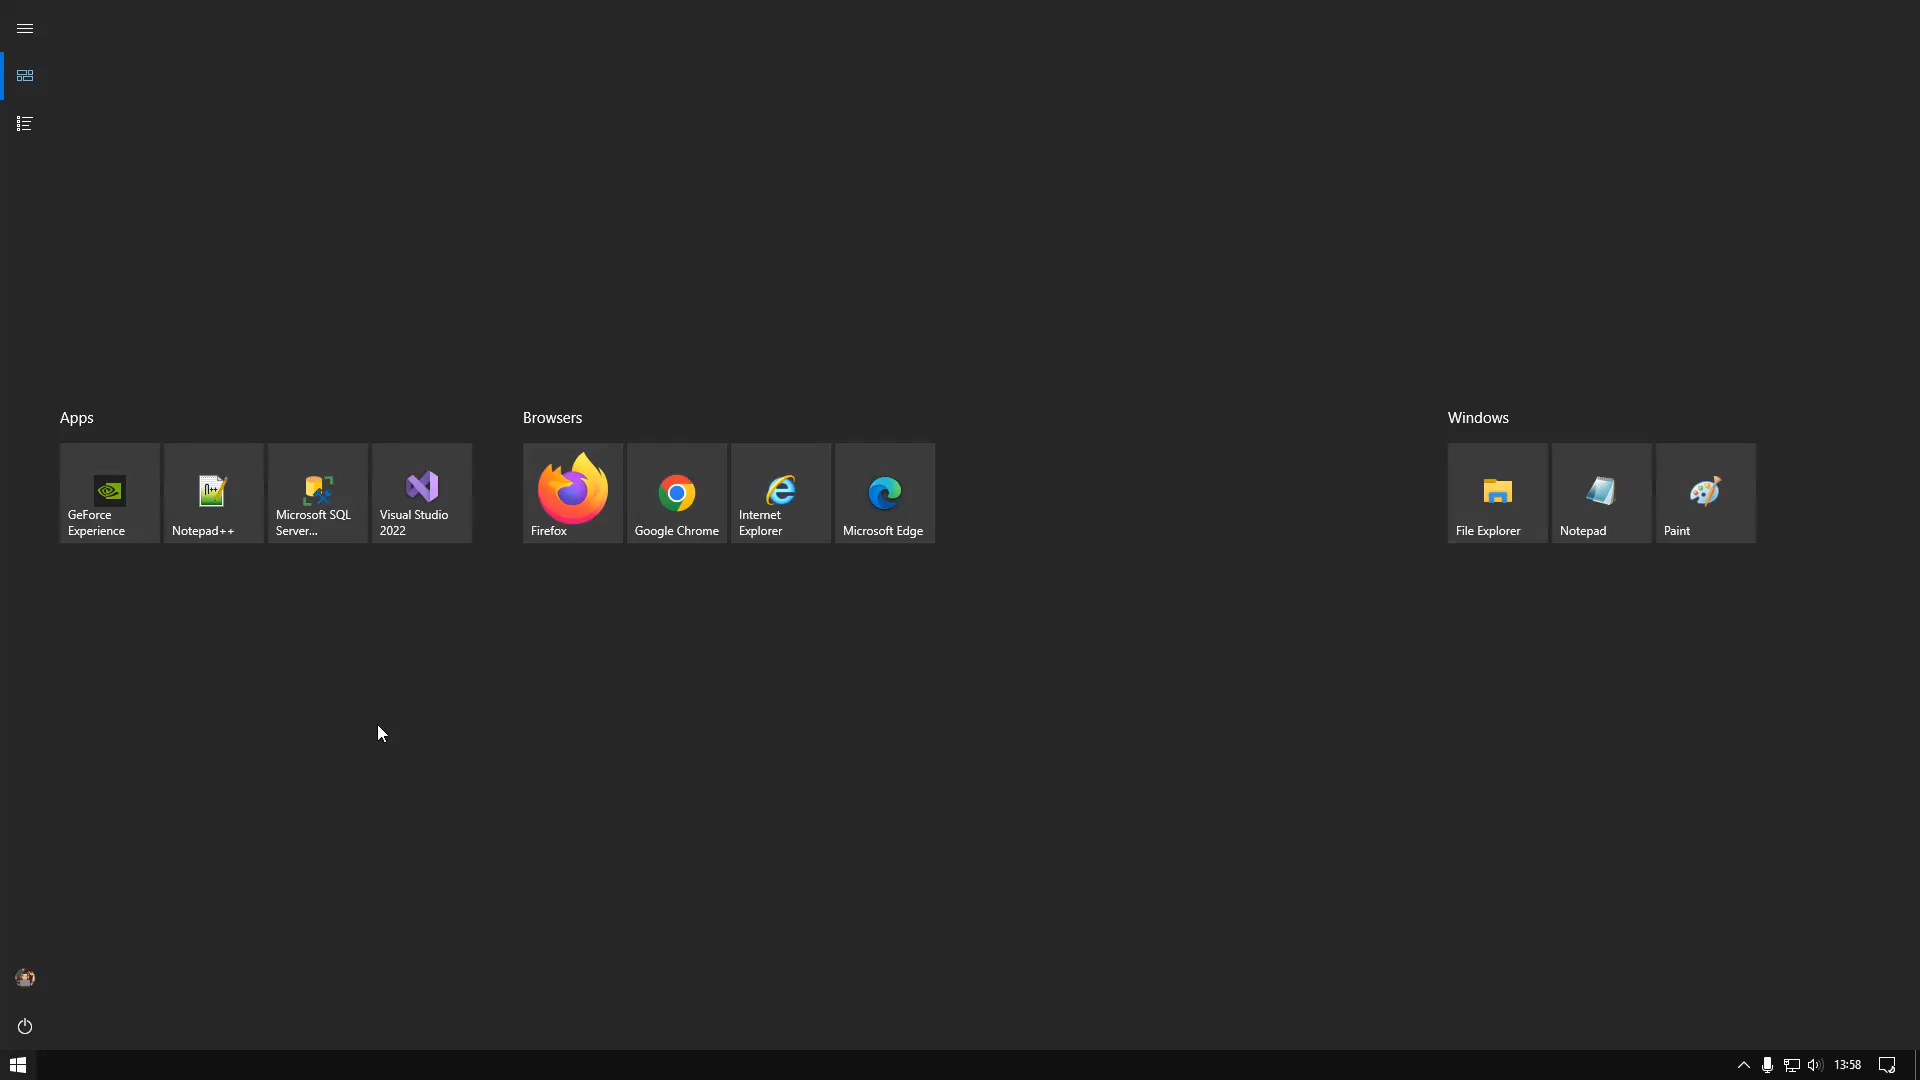 Apps
Browsers
Windows
GeForce
Experience
Notepad++
Microsoft SQL
Server...
Visual Studio
2022
Firefox
Google Chrome
Internet
Explorer
Microsoft Edge
File Explorer
Notepad
Paint
13:58